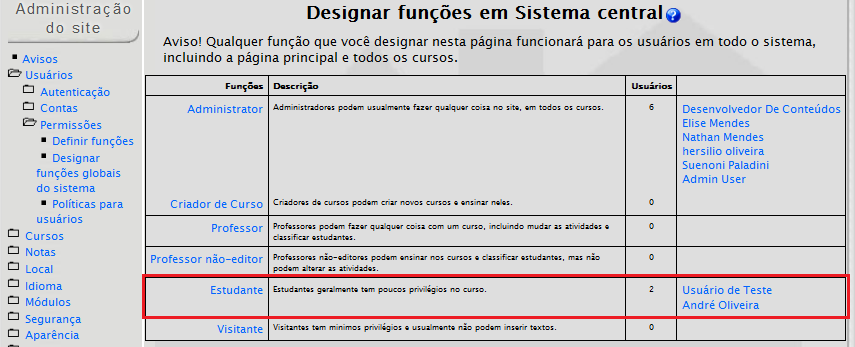 Administração
do site
Avisos
Usuários
Autenticação
Contas
Permissões
Definir funções
Designar
funções globais
do sistema
Políticas para
usuários
Cursos
Notas
Local
Idioma
Módulos
Segurança
Aparência
Designar funções em Sistema central?
Aviso! Qualquer função que você designar nesta página funcionará para os usuários em todo o sistema,
incluindo a página principal e todos os cursos.
Funções Descrição Usuários
Administrator Administradores podem usualmente fazer qualquer coisa no site, em todos os cursos. 6 Desenvolvedor De Conteúdos
Elise Mendes
Nathan Mendes
hersilio oliveira
Suenoni Paladini
Admin User
Criador de Curso Criadores de cursos podem criar novos cursos e ensinar neles. 0
Professor Professores podem fazer qualquer coisa com um curso, incluindo mudar as atividades e 0
classificar estudantes.
Professor não-editor Professores não-editores podem ensinar nos cursos e classificar estudantes, mas não 0
podem alterar as atividades.
Estudante Estudantes geralmente tem poucos privilégios no curso. 2 Usuário de Teste
André Oliveira
Visitante Visitantes tem minimos privilégios e usualmente não podem inserir textos. 0